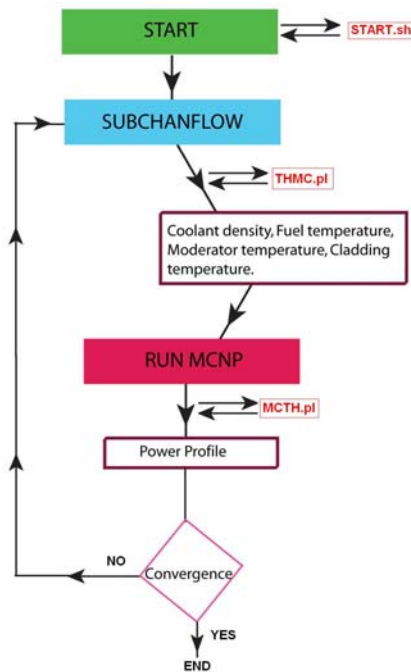 START
START.sh
SUBCHANFLOW
THMC.pl
Coolant density, Fuel temperature,
Moderator temperature, Cladding
temperature.
RUN MCNP
MCTH.pl
Power Profile
NO
Convergence
YES
END